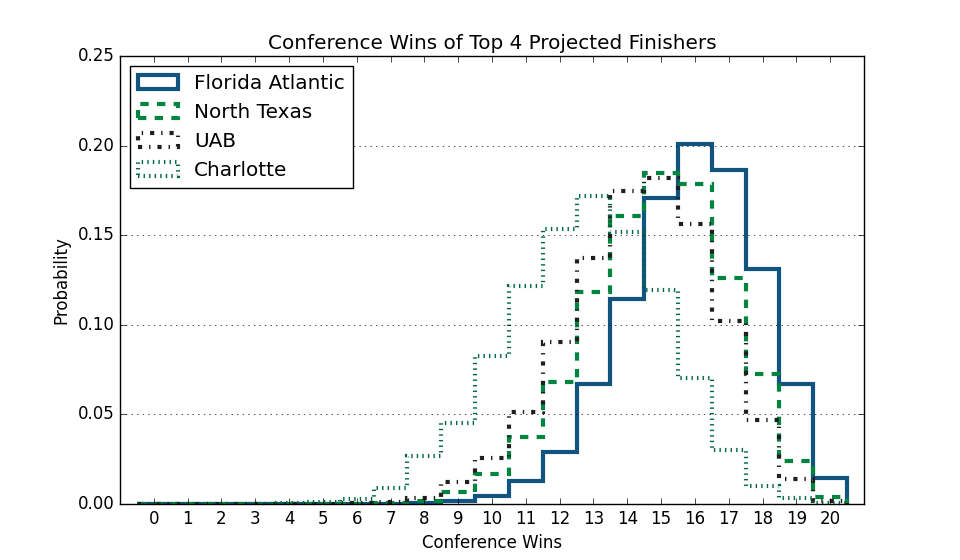 Conference Wins of Top 4 Projected Finishers
0.25
0.20
0.15
0.10
0.05
0.00
Probability
Florida Atlantic
North Texas
UAB
Charlotte
0 1 2 3 4 5 6 7 8 9 10 11 12 13 14 15 16 17 18 19 20
Conference Wins